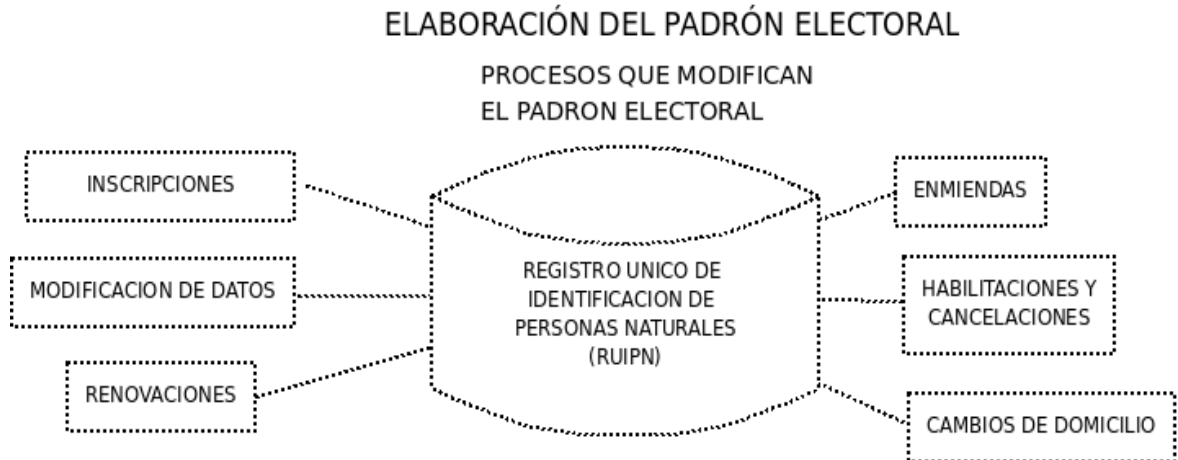 ELABORACIÓN DEL PADRÓN ELECTORAL
PROCESOS QUE MODIFICAN
EL PADRON ELECTORAL
INSCRIPCIONES
MODIFICACION DE DATOS
RENOVACIONES
REGISTRO UNICO DE
IDENTIFICACION DE
PERSONAS NATURALES
(RUIPN)
ENMIENDAS
HABILITACIONES Y
CANCELACIONES
CAMBIOS DE DOMICILIO